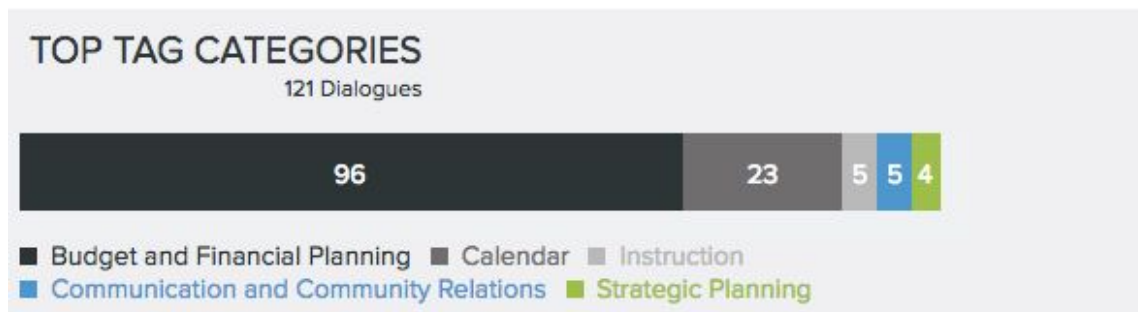 TOP TAG CATEGORIES
121 Dialogues
96 23 5 5 4
Budget and Financial Planning Calendar Instruction
Communication and Community Relations Strategic Planning